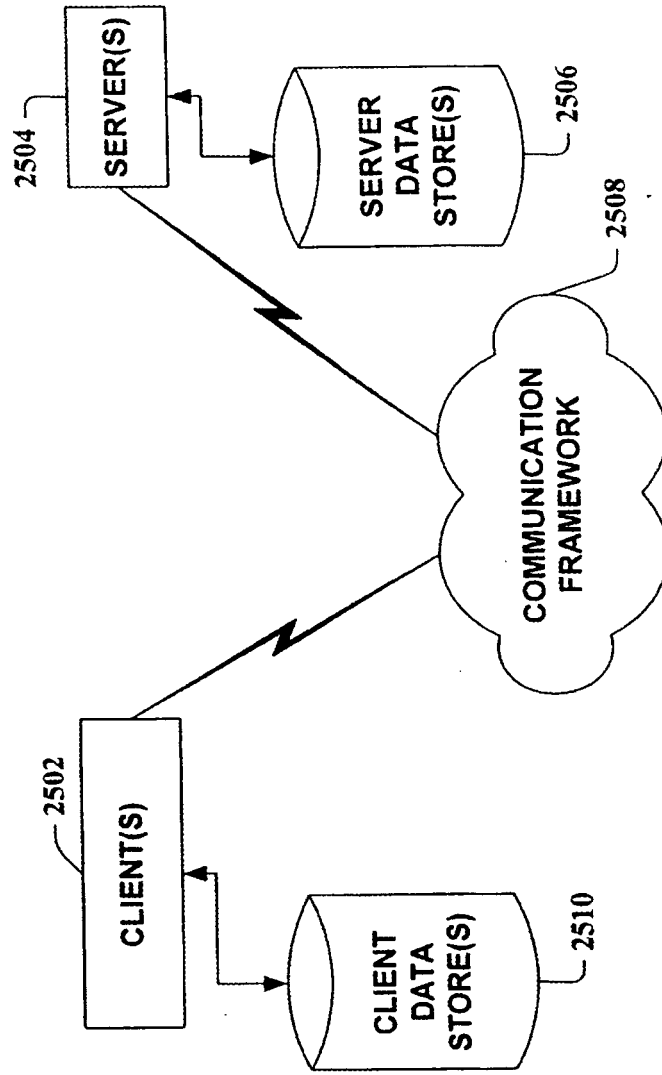 2502
CLIENT(S)
2504
SERVER(S)
CLIENT
DATA
STORE(S)
2510
COMMUNICATION
FRAMEWORK
2508
SERVER
DATA
STORE(S)
2506